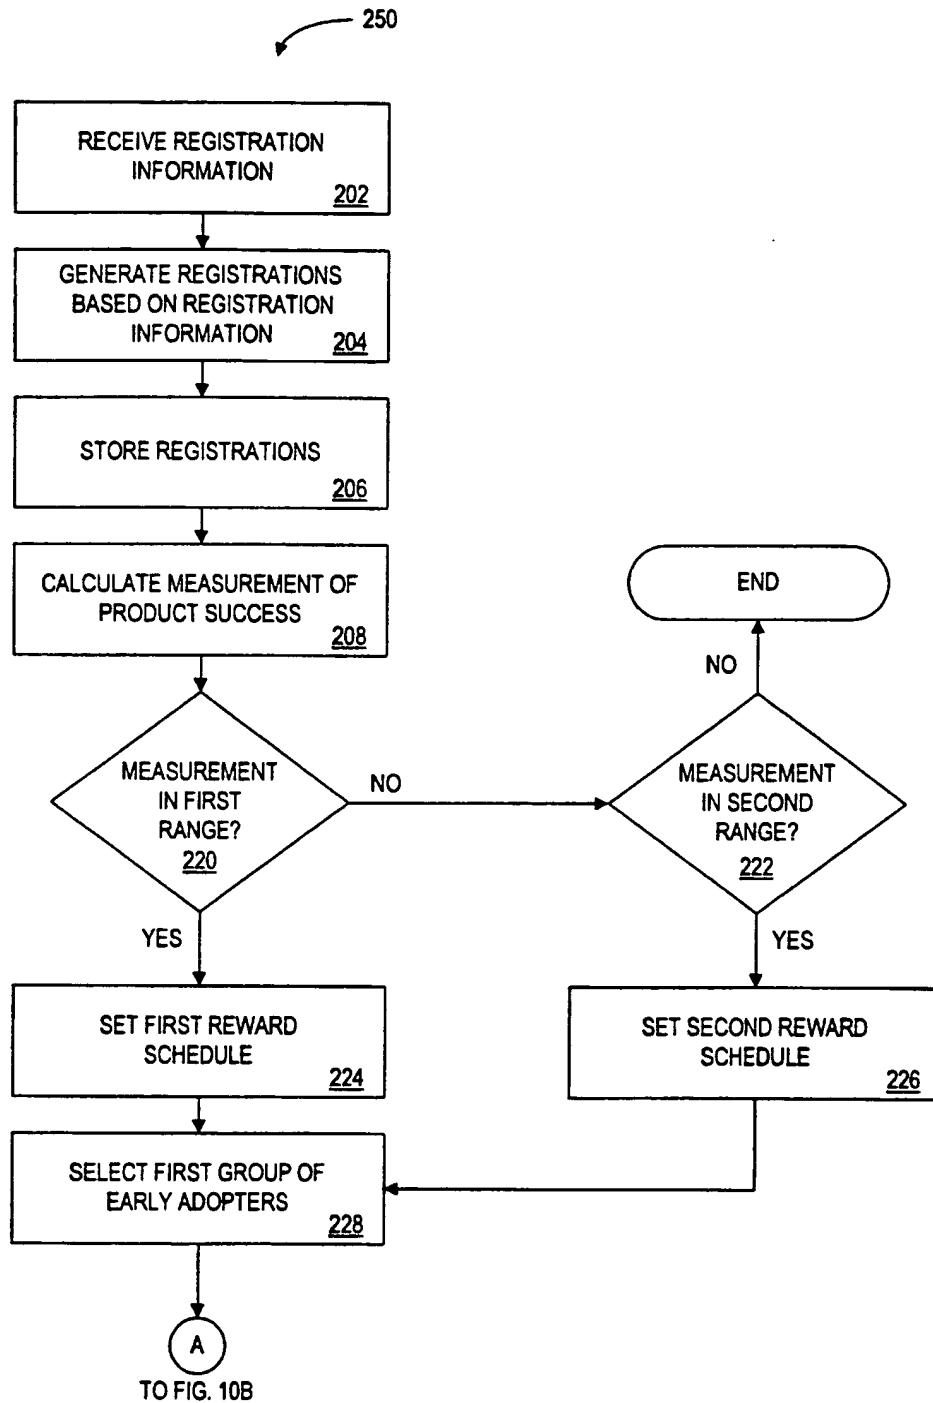 250
RECEIVE REGISTRATION
INFORMATION
202
GENERATE REGISTRATIONS
BASED ON REGISTRATION
INFORMATION
204
STORE REGISTRATIONS
206
CALCULATE MEASUREMENT OF
PRODUCT SUCCESS
208
END
NO
MEASUREMENT
IN FIRST
RANGE?
220
NO
MEASUREMENT
IN SECOND
RANGE?
222
YES
YES
SET FIRST REWARD
SCHEDULE
224
SET SECOND REWARD
SCHEDULE
226
SELECT FIRST GROUP OF
EARLY ADOPTERS
228
A
TO FIG. 10B